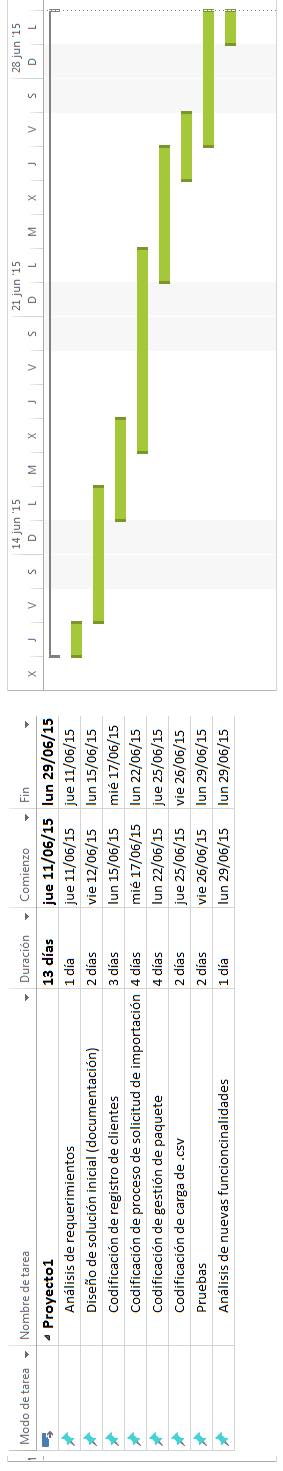 Modo de tarea Nombre de tarea Duración Comienzo Fin
Proyecto1 13 días jue 11/06/15 lun 29/06/15
Análisis de requerimientos 1 día jue 11/06/15 jue 11/06/15
Diseño de solución inicial (documentación) 2 días vie 12/06/15 lun 15/06/15
Codificación de registro de clientes 3 días lun 15/06/15 mié 17/06/15
Codificación de proceso de solicitud de importación 4 días mié 17/06/15 lun 22/06/15
Codificación de gestión de paquete 4 días lun 22/06/15 jue 25/06/15
Codificación de carga de .csv 2 días jue 25/06/15 vie 26/06/15
Pruebas 2 días vie 26/06/15 lun 29/06/15
Análisis de nuevas funcioncinalidades 1 día lun 29/06/15 lun 29/06/15
14 jun '15 21 jun '15 28 jun '15
X J V S D L M X J V S D L M X J V S D L